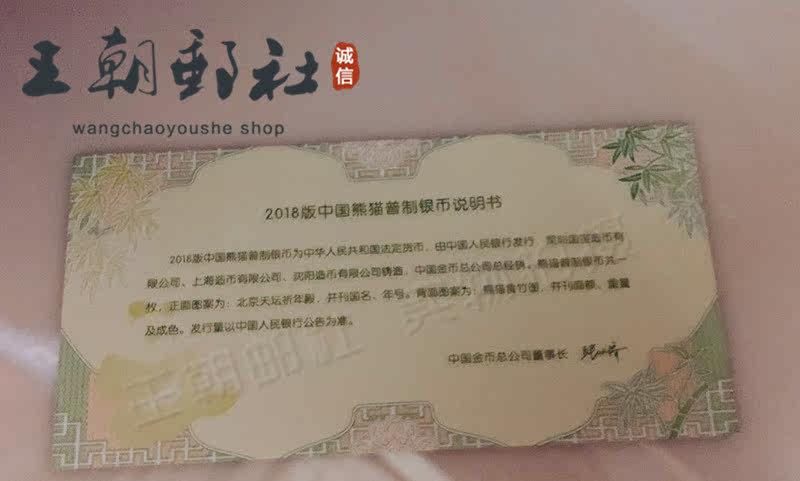 王朝邮社
诚信
wangchaoyoushe shop
2018版中国熊猫普制银币说明书
2018版中国熊猫普制银币为中华人民共和国法定货币，由中国人民银行发行，深圳国宝造币有
限公司、上海造币有限公司、沈阳造币有限公司铸造，中国金币总公司总经销。熊猫普制银币共一
枚，正面图案为：北京天坛祈年殿，并刊国名、年号。背面图案为：熊猫食竹图，并刊面额、重量
及成色。发行量以中国人民银行公告为准。
王朝邮社
中国金币总公司董事长